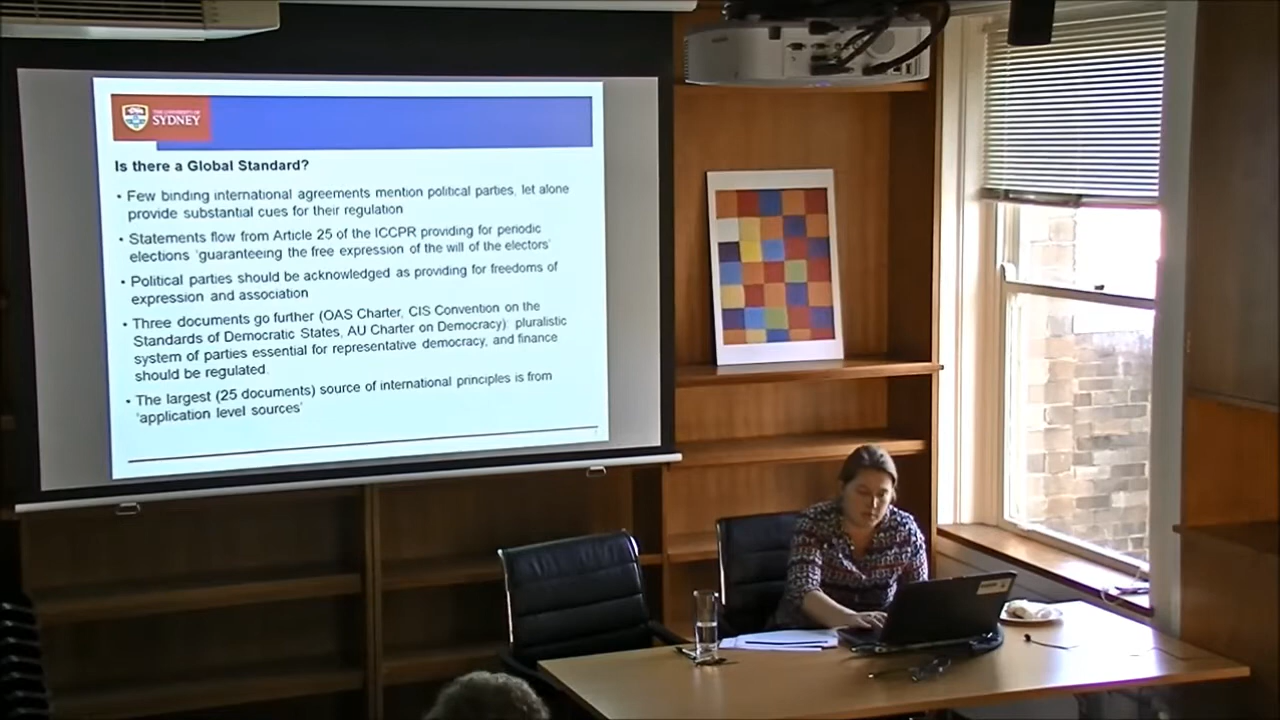 THE UNIVERSITY OF
SYDNEY
Is there a Global Standard?
• Few binding international agreements mention political parties, let alone
provide substantial cues for their regulation
• Statements flow from Article 25 of the ICCPR providing for periodic
elections 'guaranteeing the free expression of the will of the electors'
• Political parties should be acknowledged as providing for freedoms of
expression and association
• Three documents go further (OAS Charter, CIS Convention on the
Standards of Democratic States, AU Charter on Democracy): pluralistic
system of parties essential for representative democracy, and finance
should be regulated.
• The largest (25 documents) source of international principles is from
'application level sources'